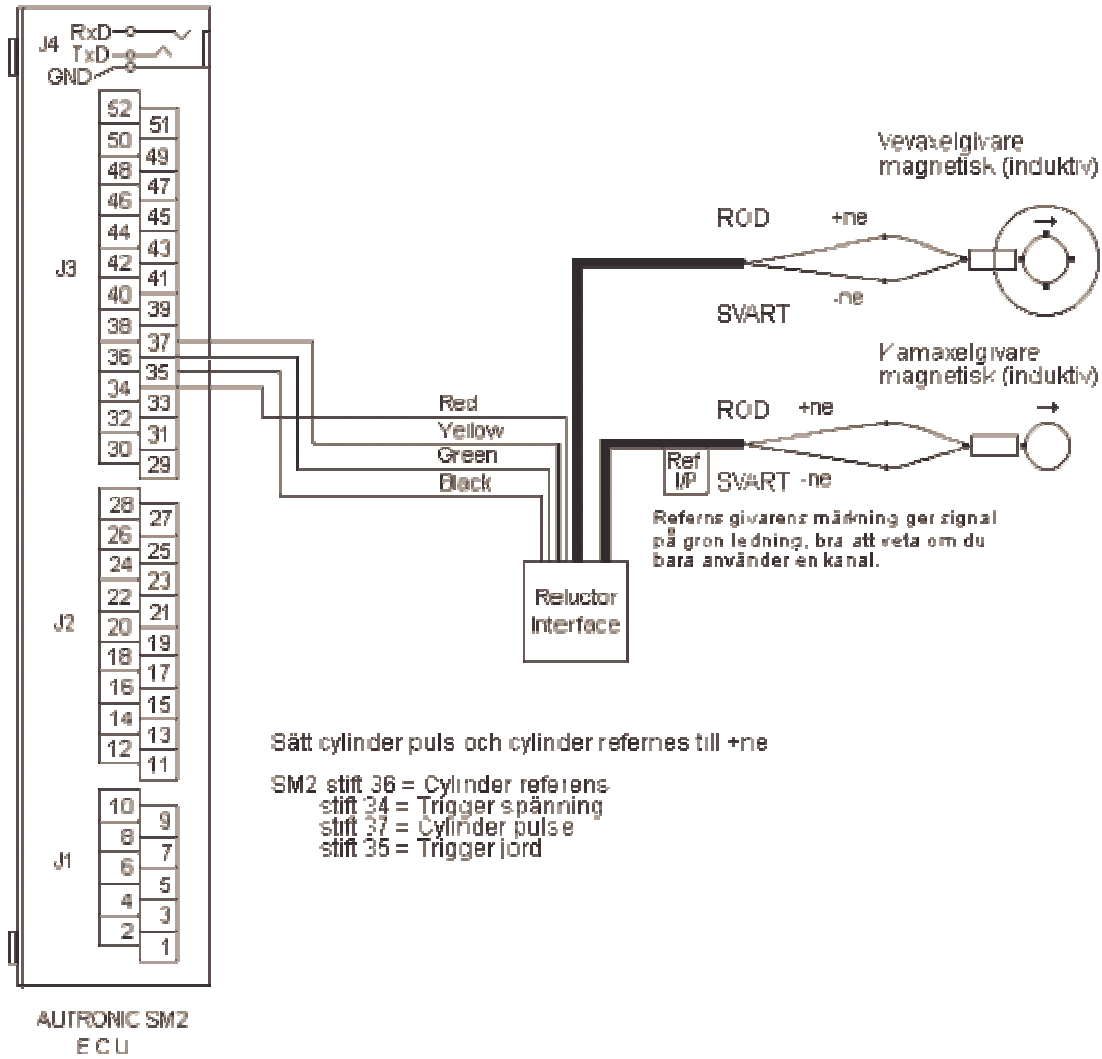 J4
RxD
TxD
GND
52
51
50
49
48
47
46
45
44
43
J3
42
41
40
39
38
37
36
35
34
33
32
31
30
29
28
27
26
25
24
23
22
21
J2
20
19
18
17
16
15
14
13
12
11
10
9
8
7
J1
6
5
4
3
2
1
AUTRONIC SM2
ECU
Vevaxelgivare
magnetisk (induktiv)
ROD +ne
SVART -ne
Kamaxelgivare
magnetisk (induktiv)
ROD +ne
Ref
I/P
SVART -ne
Referns givarens märkning ger signal
på gron ledning, bra att veta om du
bara använder en kanal.
Red
Yellow
Green
Black
Reluctor
Interface
Sätt cylinder puls och cylinder refernes till +ne
SM2 stift 36 = Cylinder referens
stift 34 = Trigger spänning
stift 37 = Cylinder pulse
stift 35 = Trigger jord